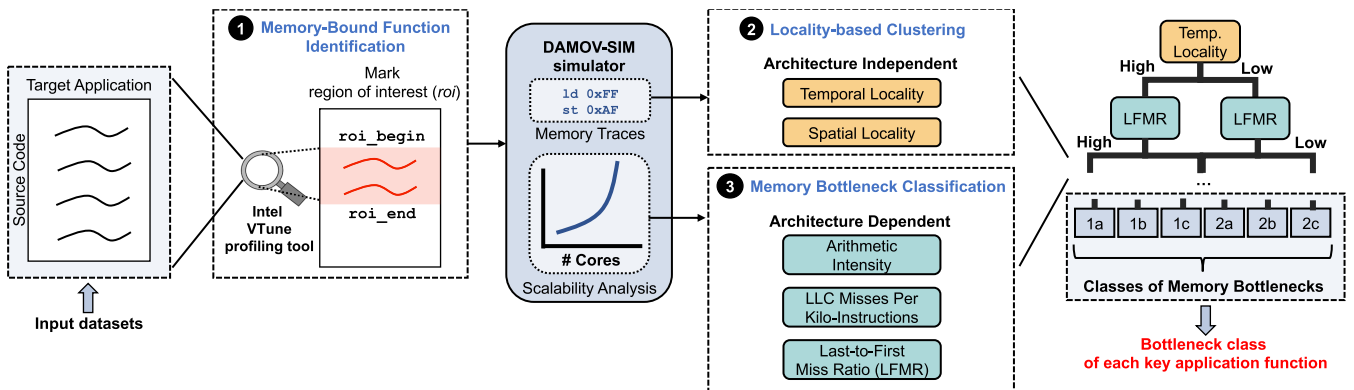 Target Application
Source Code
Input datasets
1 Memory-Bound Function
Identification
Mark
region of interest (roi)
roi_begin
roi_end
Intel
VTune
profiling tool
DAMOV-SIM
simulator
ld 0xFF
st 0xAF
Memory Traces
# Cores
Scalability Analysis
2 Locality-based Clustering
Architecture Independent
Temporal Locality
Spatial Locality
3 Memory Bottleneck Classification
Architecture Dependent
Arithmetic
Intensity
LLC Misses Per
Kilo-Instructions
Last-to-First
Miss Ratio (LFMR)
Temp.
Locality
High Low
LFMR LFMR
High Low
...
1a 1b 1c 2a 2b 2c
Classes of Memory Bottlenecks
Bottleneck class
of each key application function